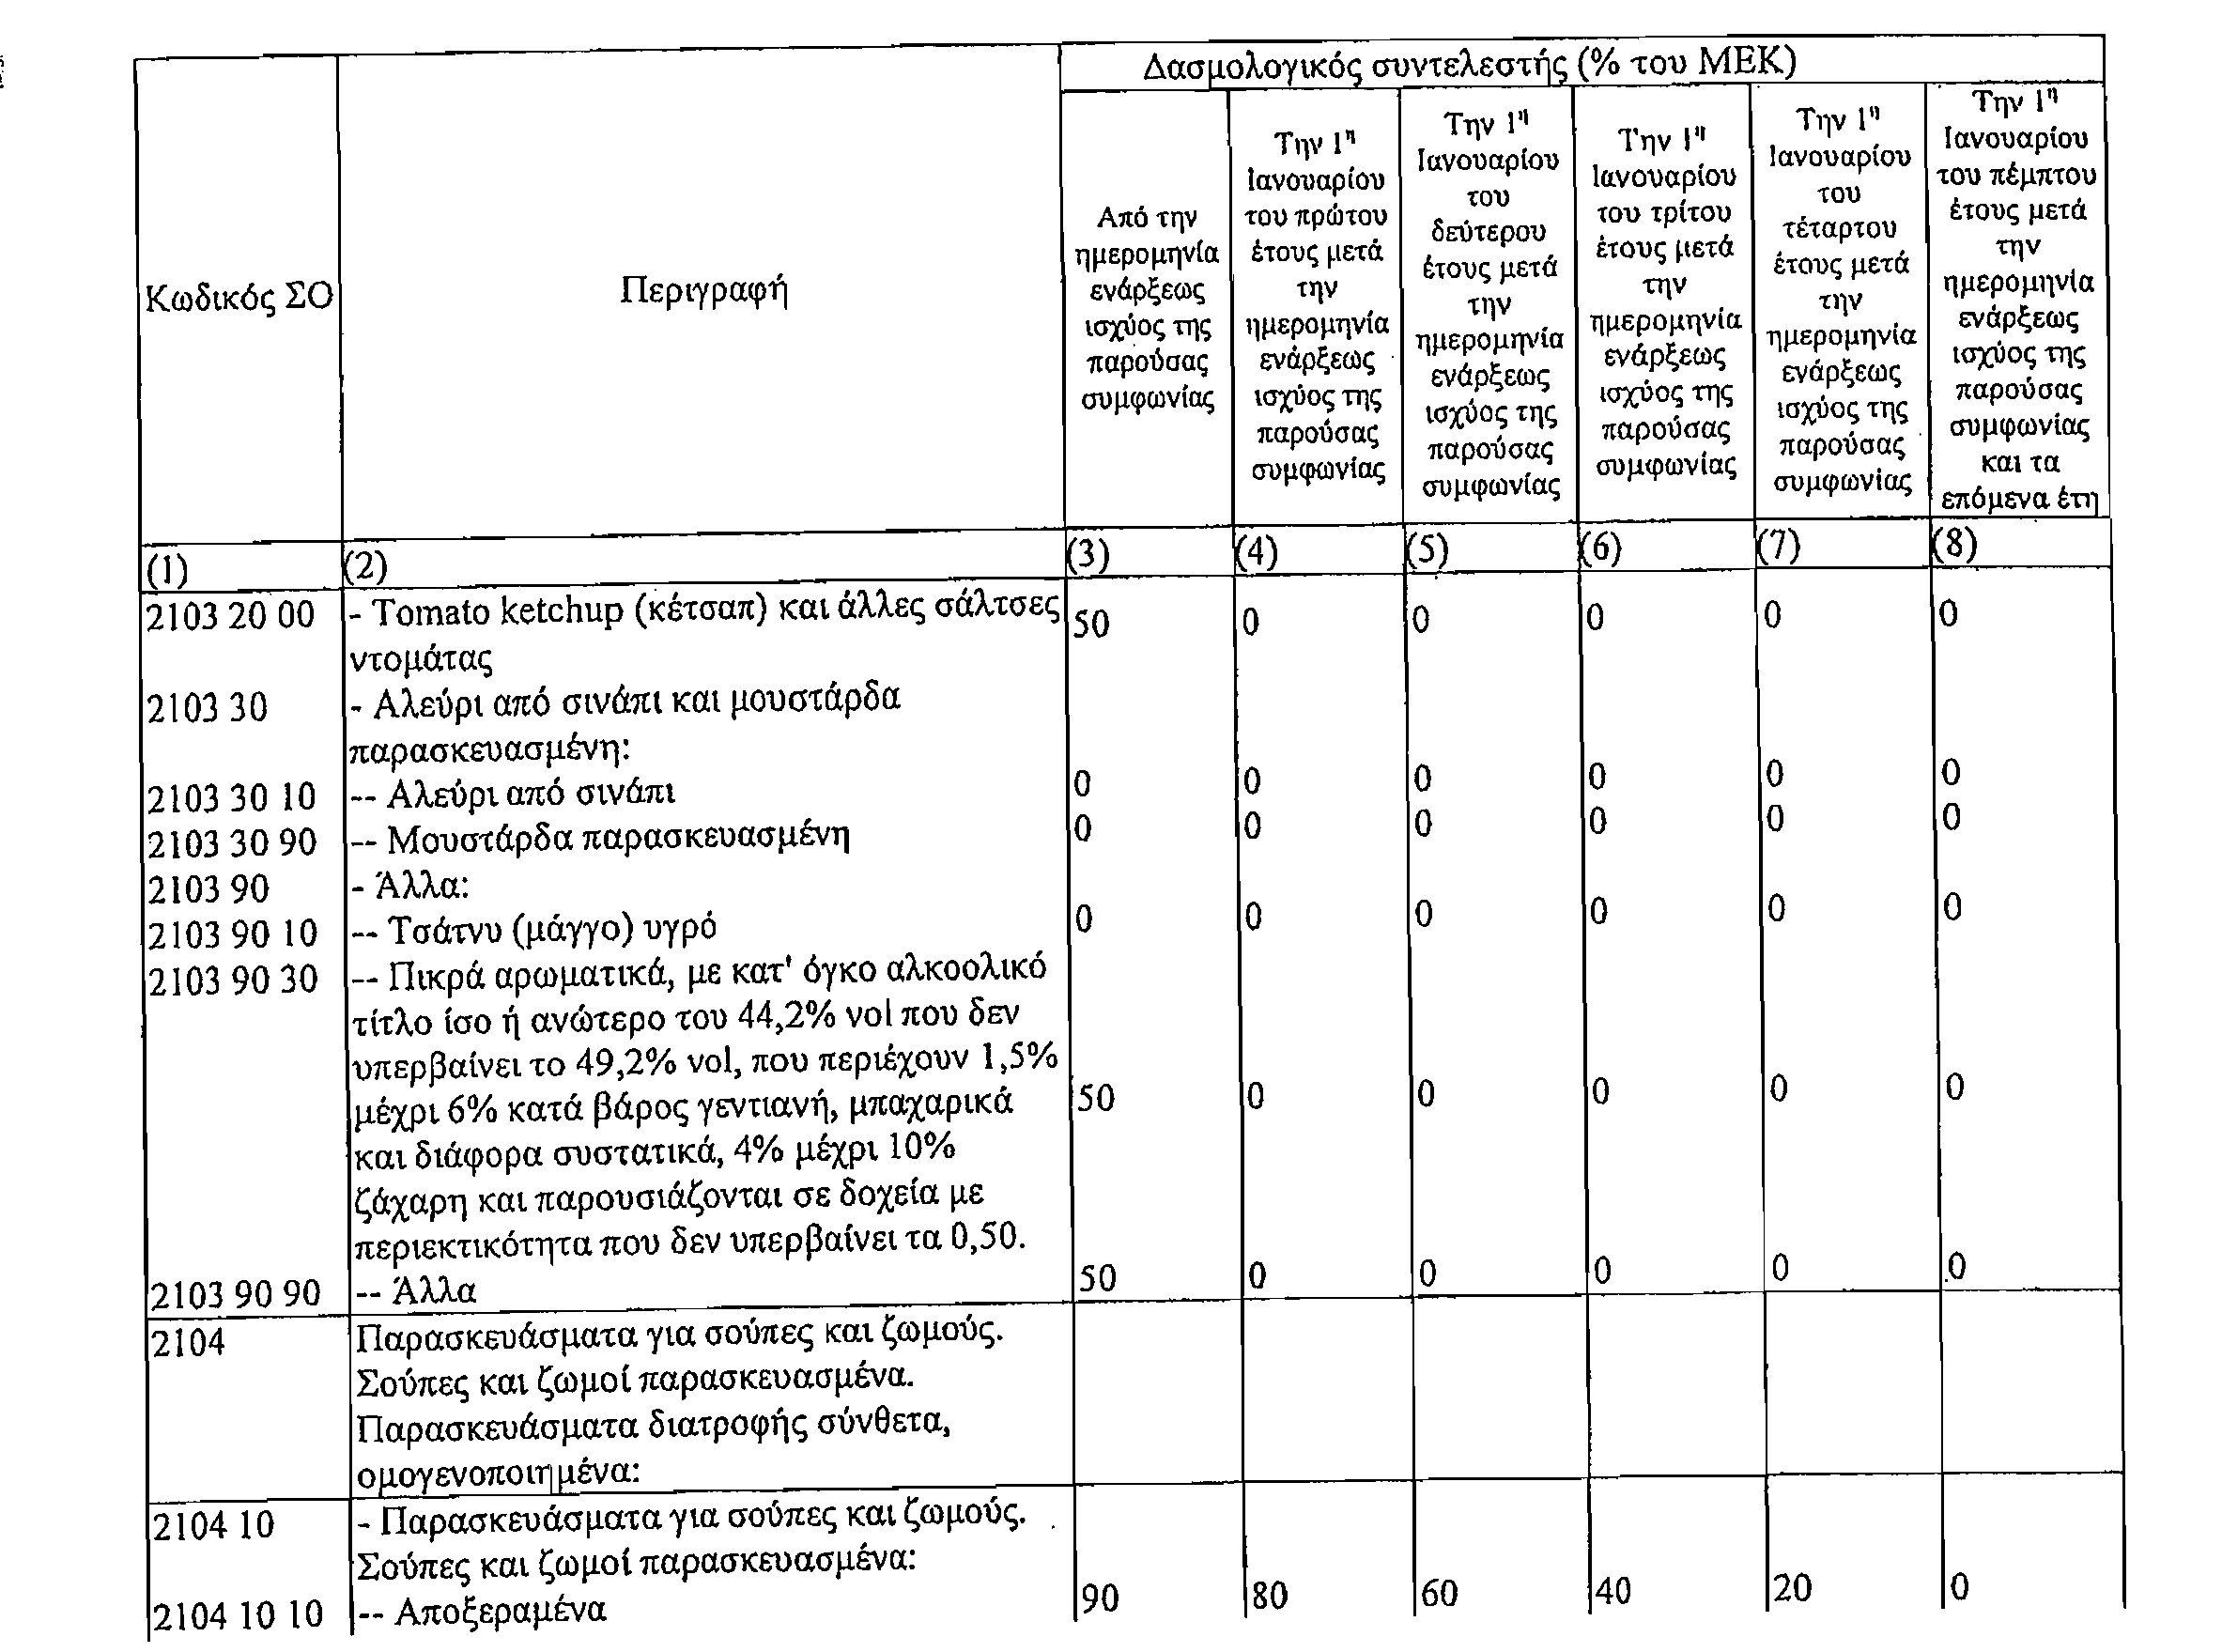 Δασμολογικός συντελεστής (% του ΜΕΚ)
Κωδικός ΣΟ
Περιγραφή
Από την
ημερομηνία
ενάρξεως
ισχύος της
παρούσας
συμφωνίας
Την 1η
Ιανουαρίου
του πρώτου
έτους μετά
την
ημερομηνία
ενάρξεως
ισχύος της
παρούσας
συμφωνίας
Την 1η
Ιανουαρίου
του
δεύτερου
έτους μετά
την
ημερομηνία
ενάρξεως
ισχύος της
παρούσας
συμφωνίας
Την 1η
Ιανουαρίου
του τρίτου
έτους μετά
την
ημερομηνία
ενάρξεως
ισχύος της
παρούσας
συμφωνίας
Την 1η
Ιανουαρίου
του
τέταρτου
έτους μετά
την
ημερομηνία
ενάρξεως
ισχύος της
παρούσας
συμφωνίας
Την 1η
Ιανουαρίου
του πέμπτου
έτους μετά
την
ημερομηνία
ενάρξεως
ισχύος της
παρούσας
συμφωνίας
και τα
επόμενα έτη
(1) (2) (3) (4) (5) (6) (7) (8)
2103 20 00 - Tomato ketchup (κέτσαπ) και άλλες σάλτσες 50 0 0 0 0 0
ντομάτας
2103 30 - Αλεύρι από σινάπι και μουστάρδα
παρασκευασμένη:
2103 30 10 -- Αλεύρι από σινάπι 0 0 0 0 0 0
2103 30 90 -- Μουστάρδα παρασκευασμένη 0 0 0 0 0 0
2103 90 - Άλλα:
2103 90 10 -- Τσάτνυ (μάγγο) υγρό 0 0 0 0 0 0
2103 90 30 -- Πικρά αρωματικά, με κατ' όγκο αλκοολικό
τίτλο ίσο ή ανώτερο του 44,2% vol που δεν
υπερβαίνει το 49,2% vol, που περιέχουν 1,5%
μέχρι 6% κατά βάρος γεντιανή, μπαχαρικά 50 0 0 0 0 0
και διάφορα συστατικά, 4% μέχρι 10%
ζάχαρη και παρουσιάζονται σε δοχεία με
περιεκτικότητα που δεν υπερβαίνει τα 0,50.
2103 90 90 -- Άλλα 50 0 0 0 0 0
2104 Παρασκευάσματα για σούπες και ζωμούς.
Σούπες και ζωμοί παρασκευασμένα.
Παρασκευάσματα διατροφής σύνθετα,
ομογενοποιημένα:
2104 10 - Παρασκευάσματα για σούπες και ζωμούς.
Σούπες και ζωμοί παρασκευασμένα:
2104 10 10 -- Αποξεραμένα 90 80 60 40 20 0